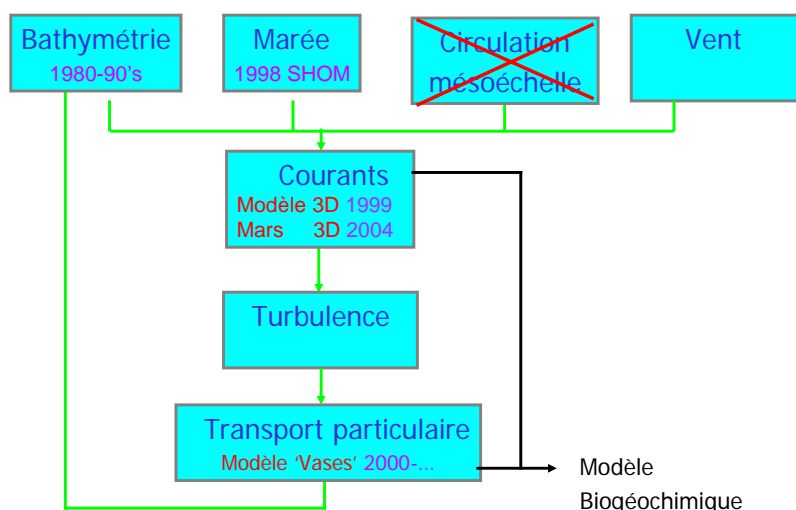 Bathymétrie
1980-90's
Marée
1998 SHOM
Circulation
mésoéchelle
Vent
Courants
Modèle 3D 1999
Mars 3D 2004
Turbulence
Transport particulaire
Modèle 'Vases' 2000-...
Modèle
Biogéochimique